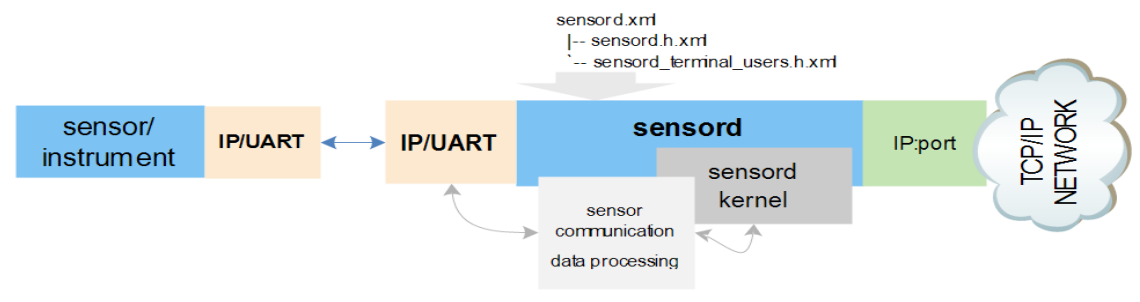 sensord.xml
|-- sensord.h.xml
`-- sensord_terminal_users.h.xml
sensor/
instrument
IP/UART
IP/UART
sensord
IP:port
TCP/IP
NETWORK
sensord
kernel
sensor
communication
data processing